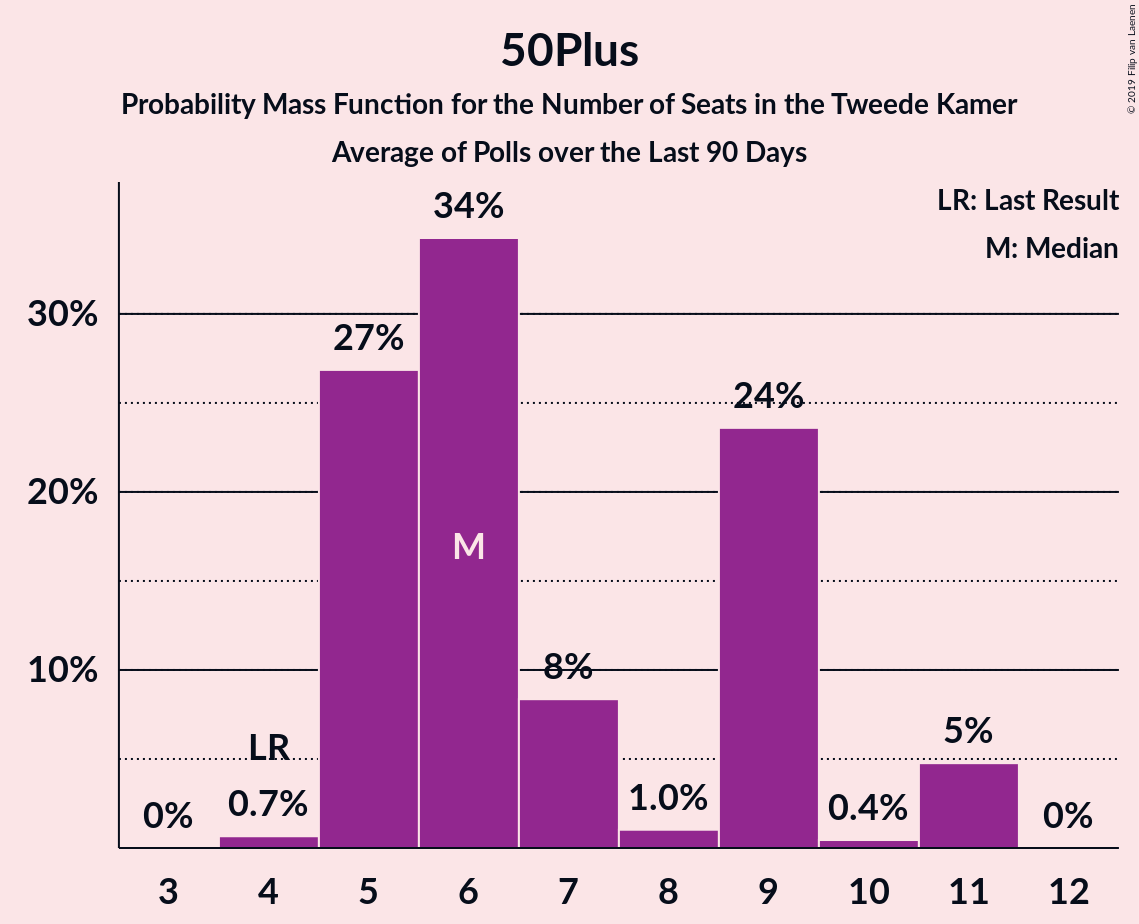 50Plus
Probability Mass Function for the Number of Seats in the Tweede Kamer
Average of Polls over the Last 90 Days
© 2019 Filip van Laenen
LR: Last Result
M: Median
34%
30%
27%
24%
20%
M
10%
8%
LR
5%
0%
0.7%
1.0%
0.4%
0%
3 4 5 6 7 8 9 10 11 12